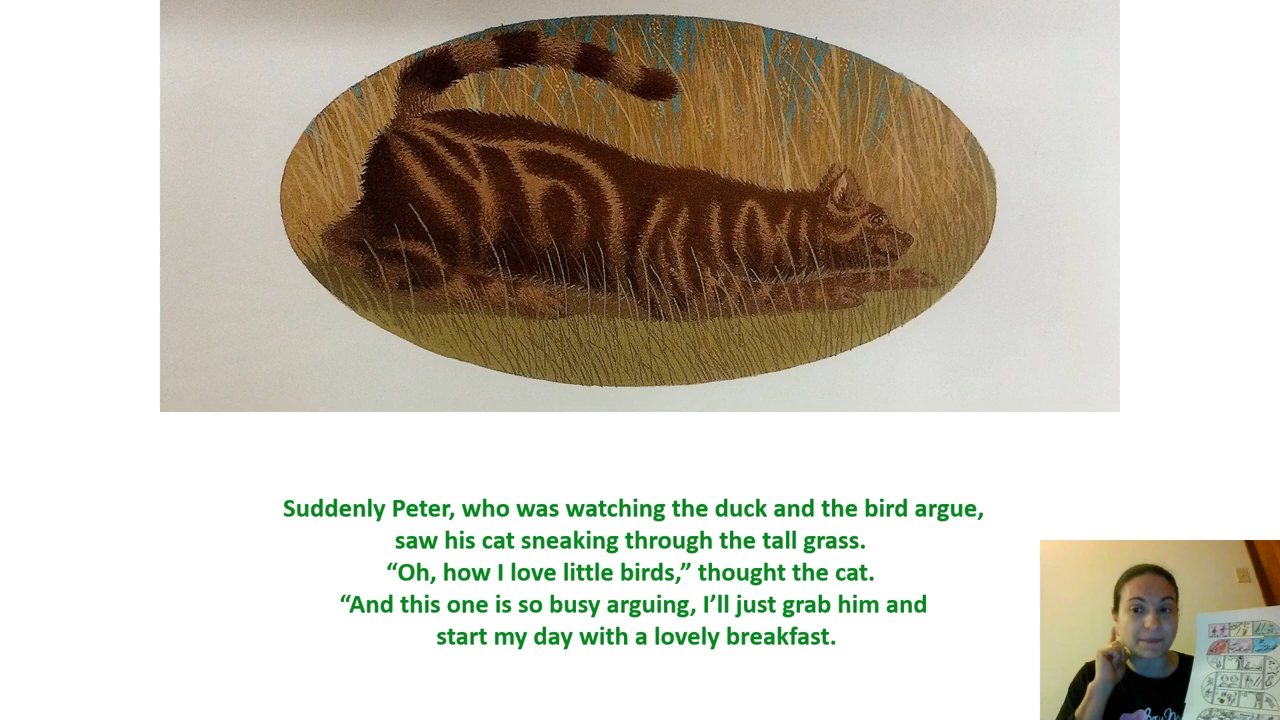 Suddenly Peter, who was watching the duck and the bird argue,
saw his cat sneaking through the tall grass.
“Oh, how I love little birds,” thought the cat.
“And this one is so busy arguing, I’ll just grab him and
start my day with a lovely breakfast.